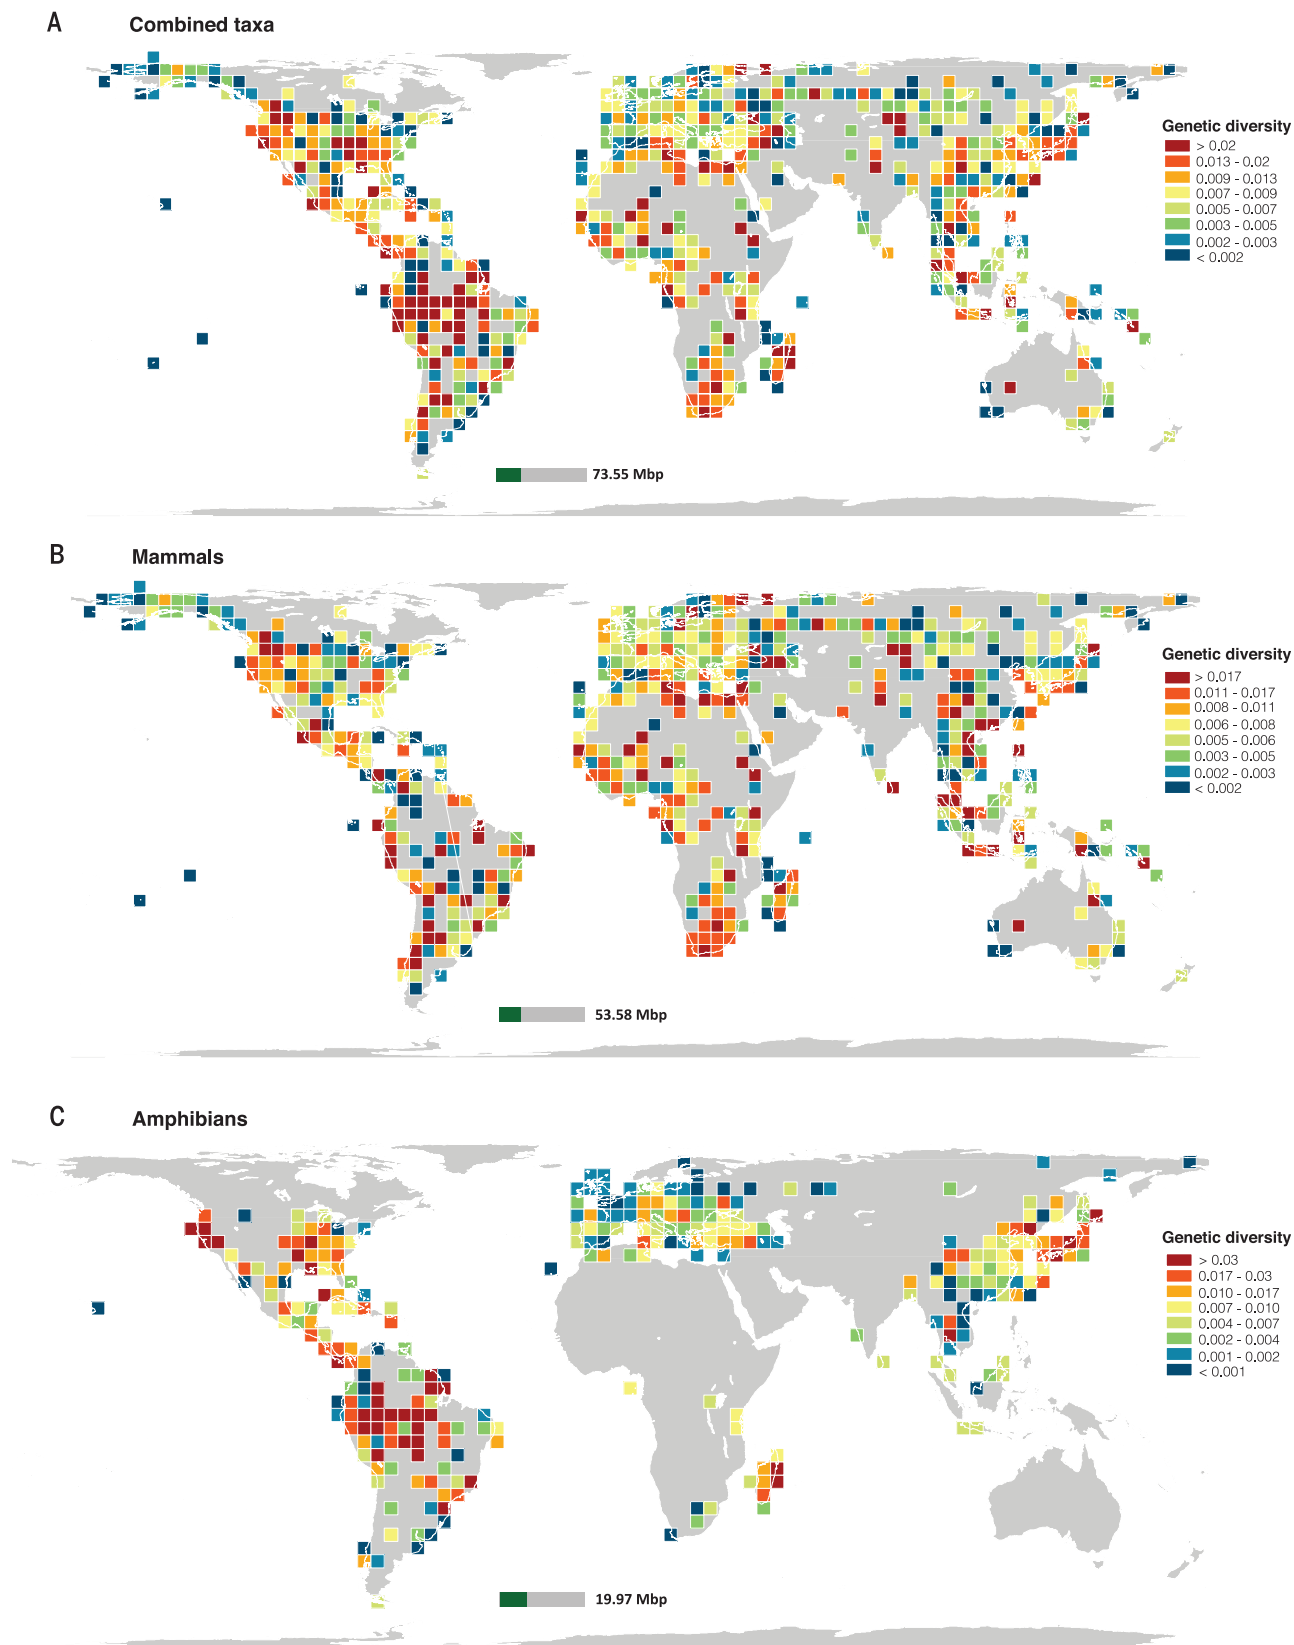 A
Combined taxa
Genetic diversity
> 0.02
0.013 - 0.02
0.009 - 0.013
0.007 - 0.009
0.005 - 0.007
0.003 - 0.005
0.002 - 0.003
< 0.002
73.55 Mbp
B
Mammals
Genetic diversity
> 0.017
0.011 - 0.017
0.008 - 0.011
0.006 - 0.008
0.005 - 0.006
0.003 - 0.005
0.002 - 0.003
< 0.002
53.58 Mbp
C
Amphibians
Genetic diversity
> 0.03
0.017 - 0.03
0.010 - 0.017
0.007 - 0.010
0.004 - 0.007
0.002 - 0.004
0.001 - 0.002
< 0.001
19.97 Mbp